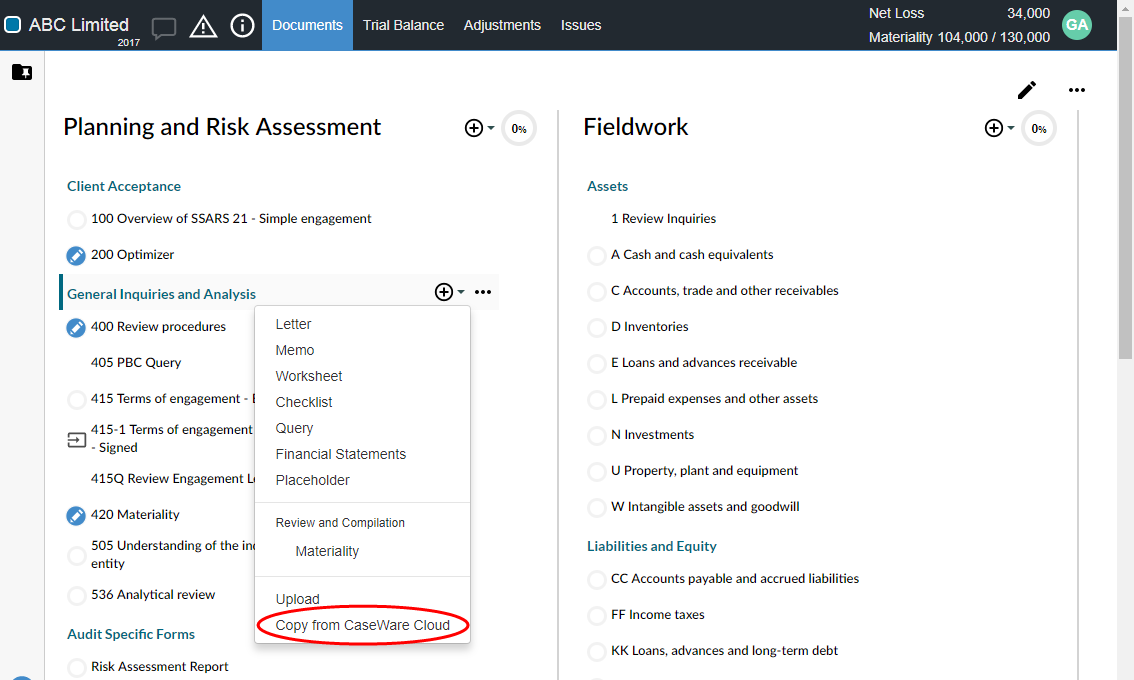 ABC Limited
2017
Documents
Trial Balance
Adjustments
Issues
Net Loss 34,000
Materiality 104,000 / 130,000
GA
Planning and Risk Assessment
0%
Client Acceptance
100 Overview of SSARS 21 - Simple engagement
200 Optimizer
General Inquiries and Analysis
400 Review procedures
405 PBC Query
415 Terms of engagement -
415-1 Terms of engagement
- Signed
415Q Review Engagement
420 Materiality
505 Understanding of the
entity
536 Analytical review
Audit Specific Forms
Risk Assessment Report
Letter
Memo
Worksheet
Checklist
Query
Financial Statements
Placeholder
Review and Compilation
Materiality
Upload
Copy from CaseWare Cloud
Fieldwork
0%
Assets
1 Review Inquiries
A Cash and cash equivalents
C Accounts, trade and other receivables
D Inventories
E Loans and advances receivable
L Prepaid expenses and other assets
N Investments
U Property, plant and equipment
W Intangible assets and goodwill
Liabilities and Equity
CC Accounts payable and accrued liabilities
FF Income taxes
KK Loans, advances and long-term debt